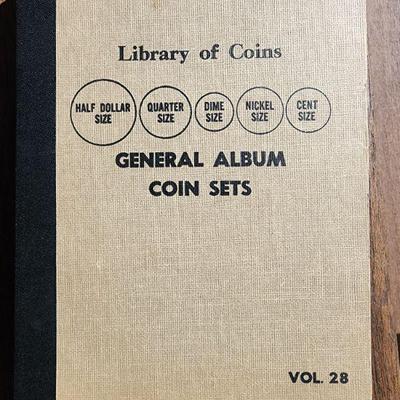 Library of Coins
HALF DOLLAR SIZE
QUARTER SIZE
DIME SIZE
NICKEL SIZE
CENT SIZE
GENERAL ALBUM
COIN SETS
VOL. 28